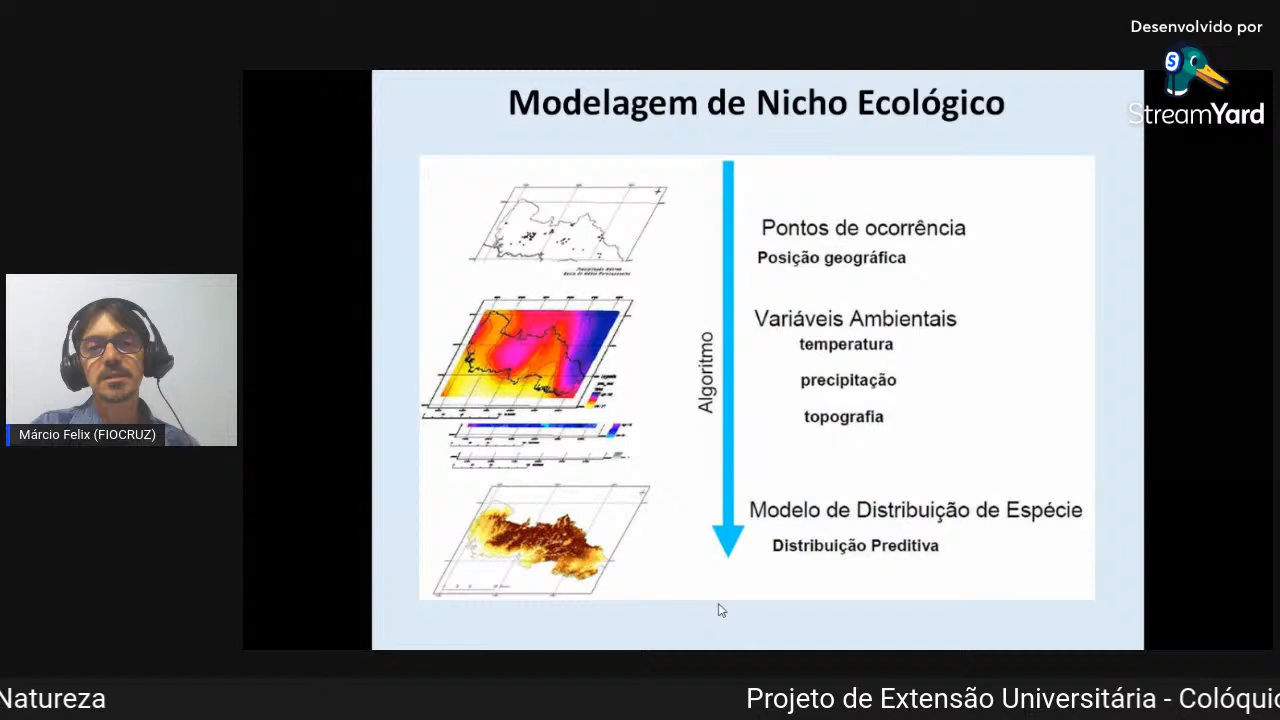 Desenvolvido por
StreamYard
Modelagem de Nicho Ecológico
Pontos de ocorrência
Posição geográfica
Variáveis Ambientais
temperatura
precipitação
topografia
Algoritmo
Modelo de Distribuição de Espécie
Distribuição Preditiva
Márcio Felix (FIOCRUZ)
Natureza
Projeto de Extensão Universitária - Colóquio